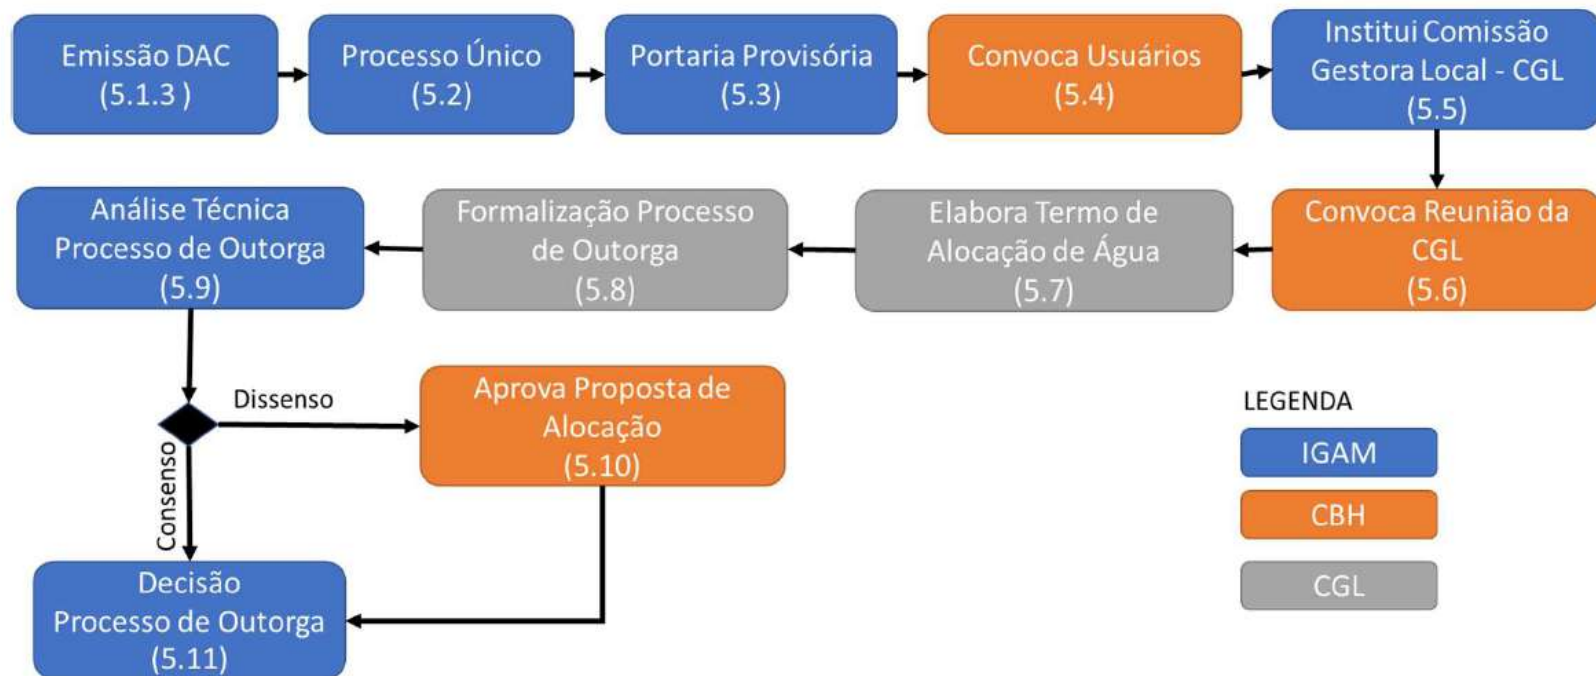 Emissão DAC
(5.1.3 )
Processo Único
(5.2)
Portaria Provisória
(5.3)
Convoca Usuários
(5.4)
Institui Comissão
Gestora Local - CGL
(5.5)
Análise Técnica
Processo de Outorga
(5.9)
Formalização Processo
de Outorga
(5.8)
Elabora Termo de
Alocação de Água
(5.7)
Convoca Reunião da
CGL
(5.6)
Dissenso
Consenso
Aprova Proposta de
Alocação
(5.10)
Decisão
Processo de Outorga
(5.11)
LEGENDA
IGAM
CBH
CGL